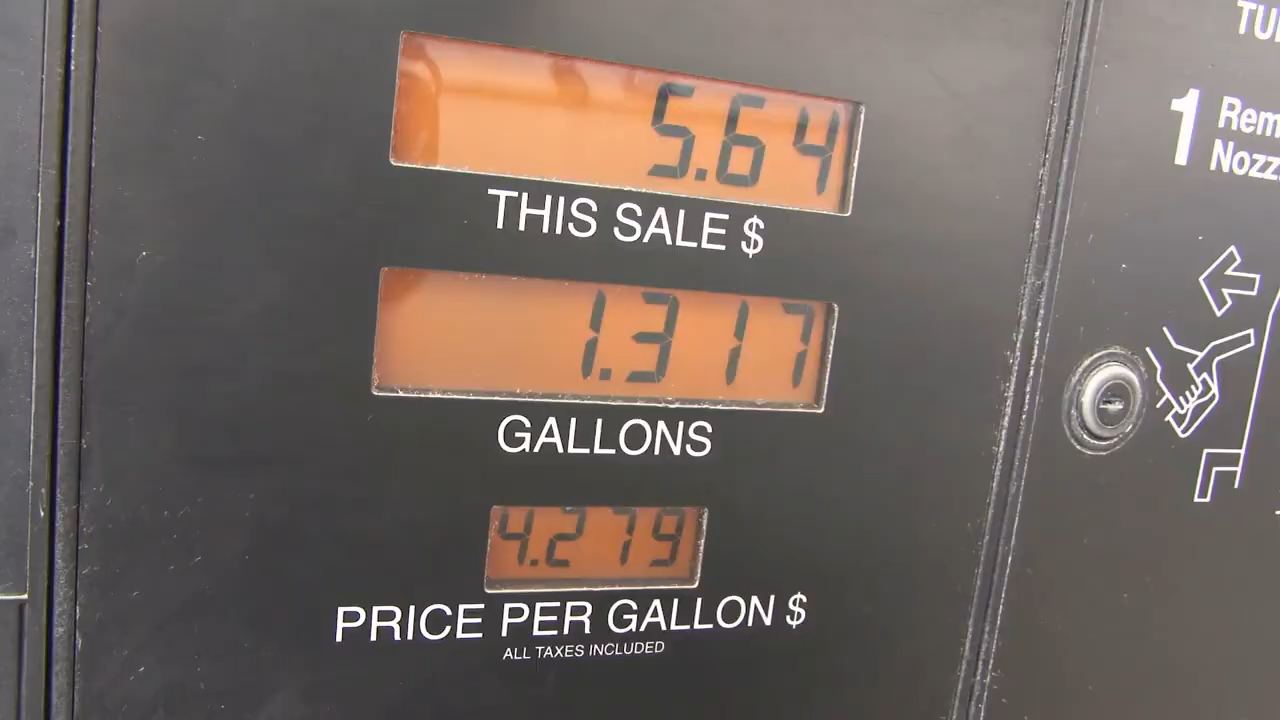 5.64
THIS SALE $
1.317
GALLONS
4.279
PRICE PER GALLON $
ALL TAXES INCLUDED
1